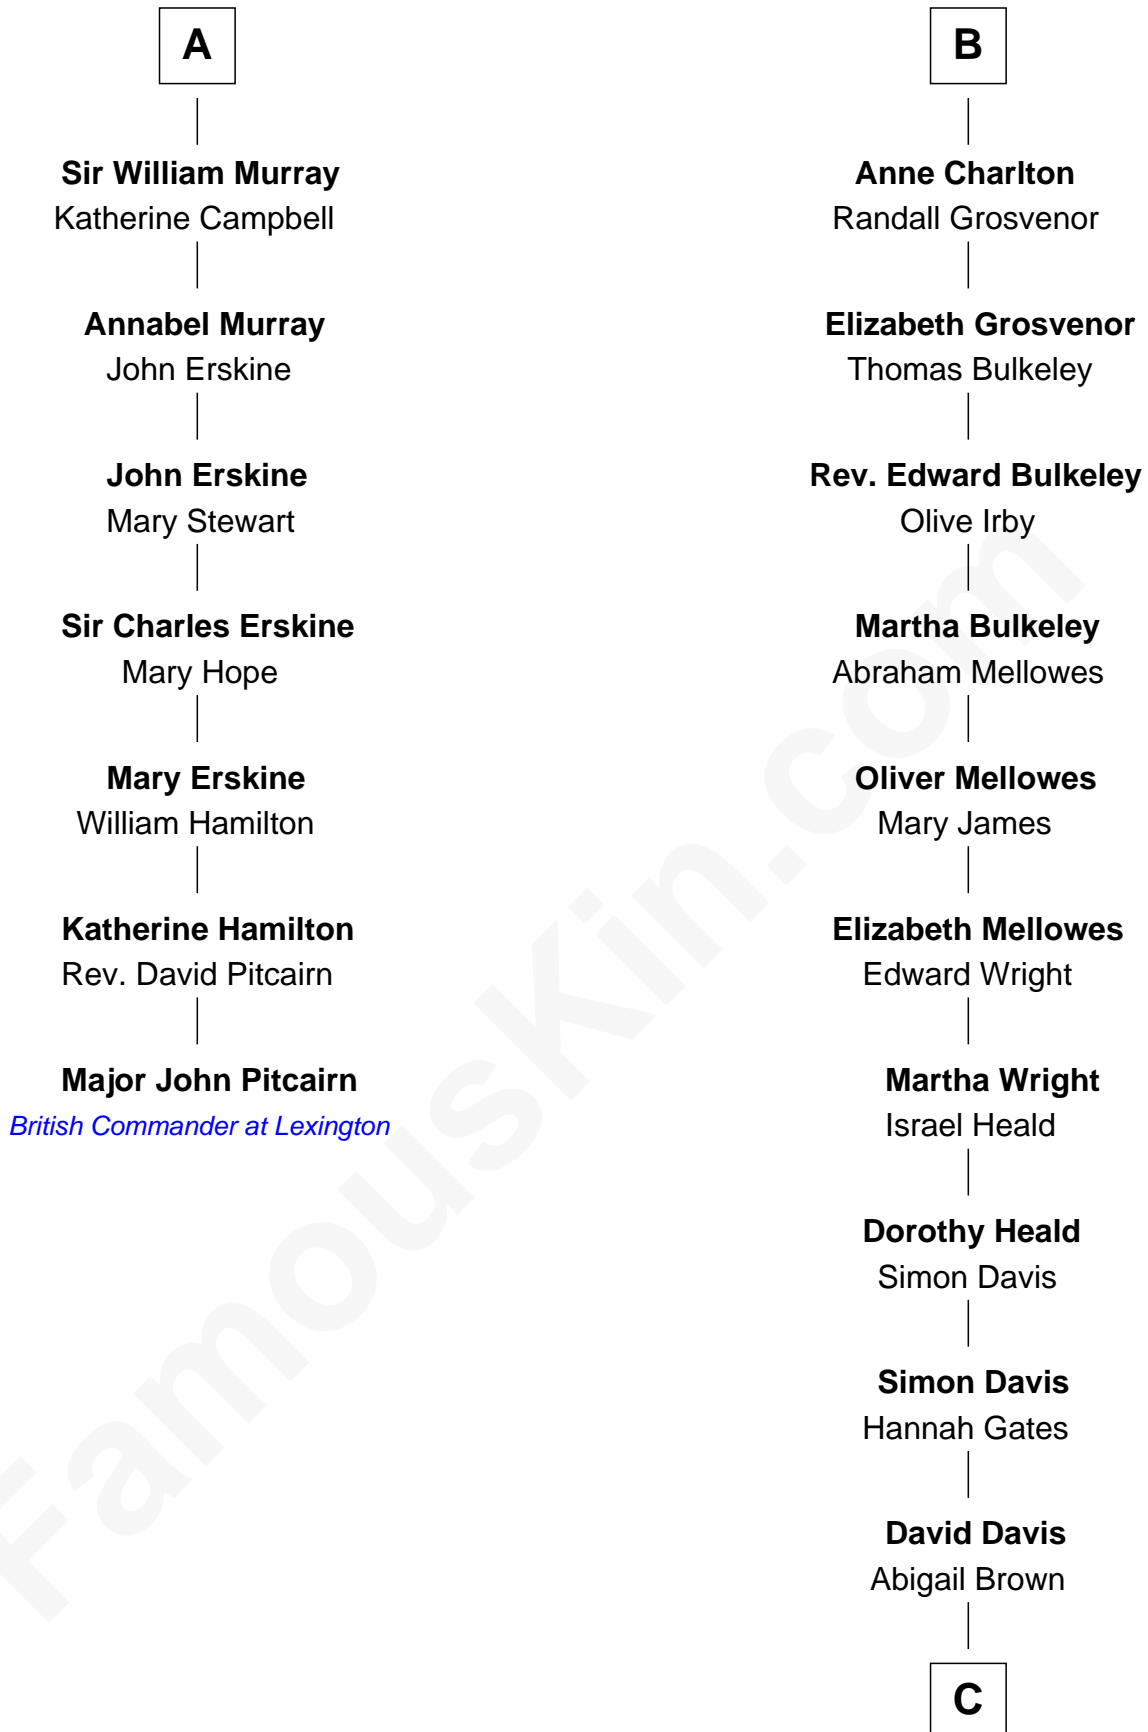 A
Sir William Murray
Katherine Campbell
Annabel Murray
John Erskine
John Erskine
Mary Stewart
Sir Charles Erskine
Mary Hope
Mary Erskine
William Hamilton
Katherine Hamilton
Rev. David Pitcairn
Major John Pitcairn
British Commander at Lexington
B
Anne Charlton
Randall Grosvenor
Elizabeth Grosvenor
Thomas Bulkeley
Rev. Edward Bulkeley
Olive Irby
Martha Bulkeley
Abraham Mellowes
Oliver Mellowes
Mary James
Elizabeth Mellowes
Edward Wright
Martha Wright
Israel Heald
Dorothy Heald
Simon Davis
Simon Davis
Hannah Gates
David Davis
Abigail Brown
C
FamousKin.com